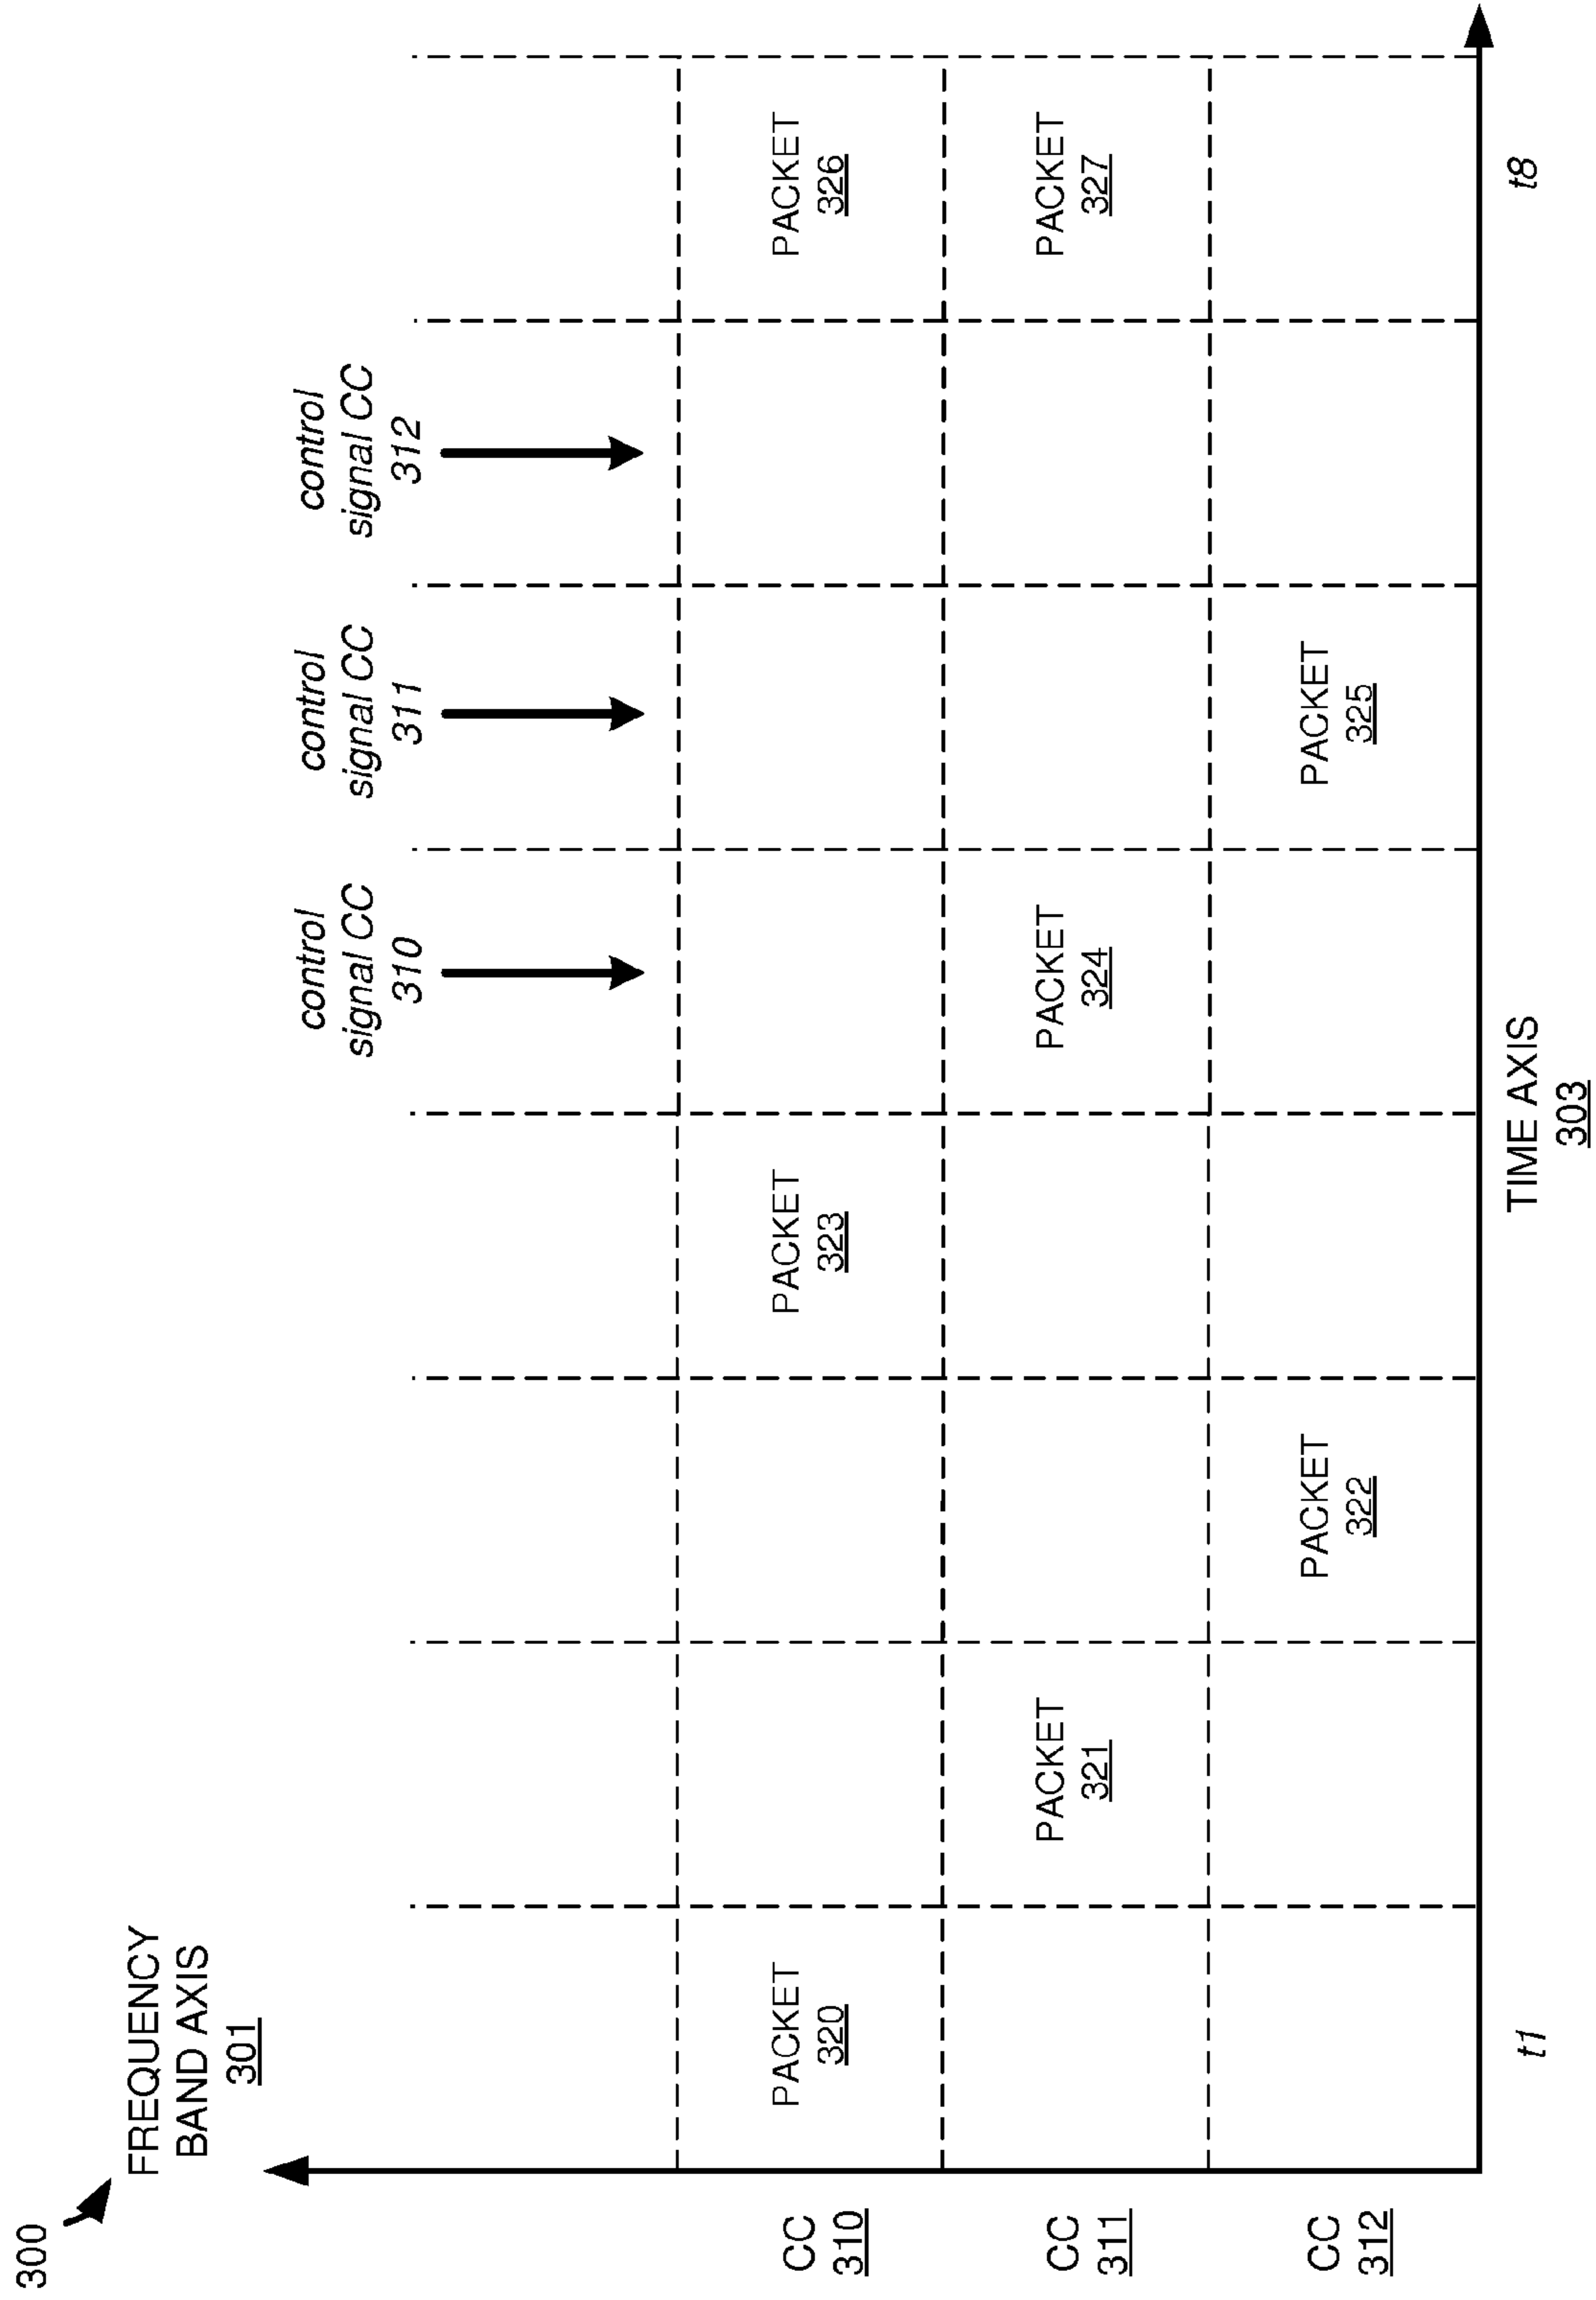 300
FREQUENCY
BAND AXIS
301
control
signal CC
310
control
signal CC
311
control
signal CC
312
CC
310
PACKET
320
PACKET
323
PACKET
326
CC
311
PACKET
321
PACKET
324
PACKET
327
CC
312
PACKET
322
PACKET
325
t1
TIME AXIS
303
t8